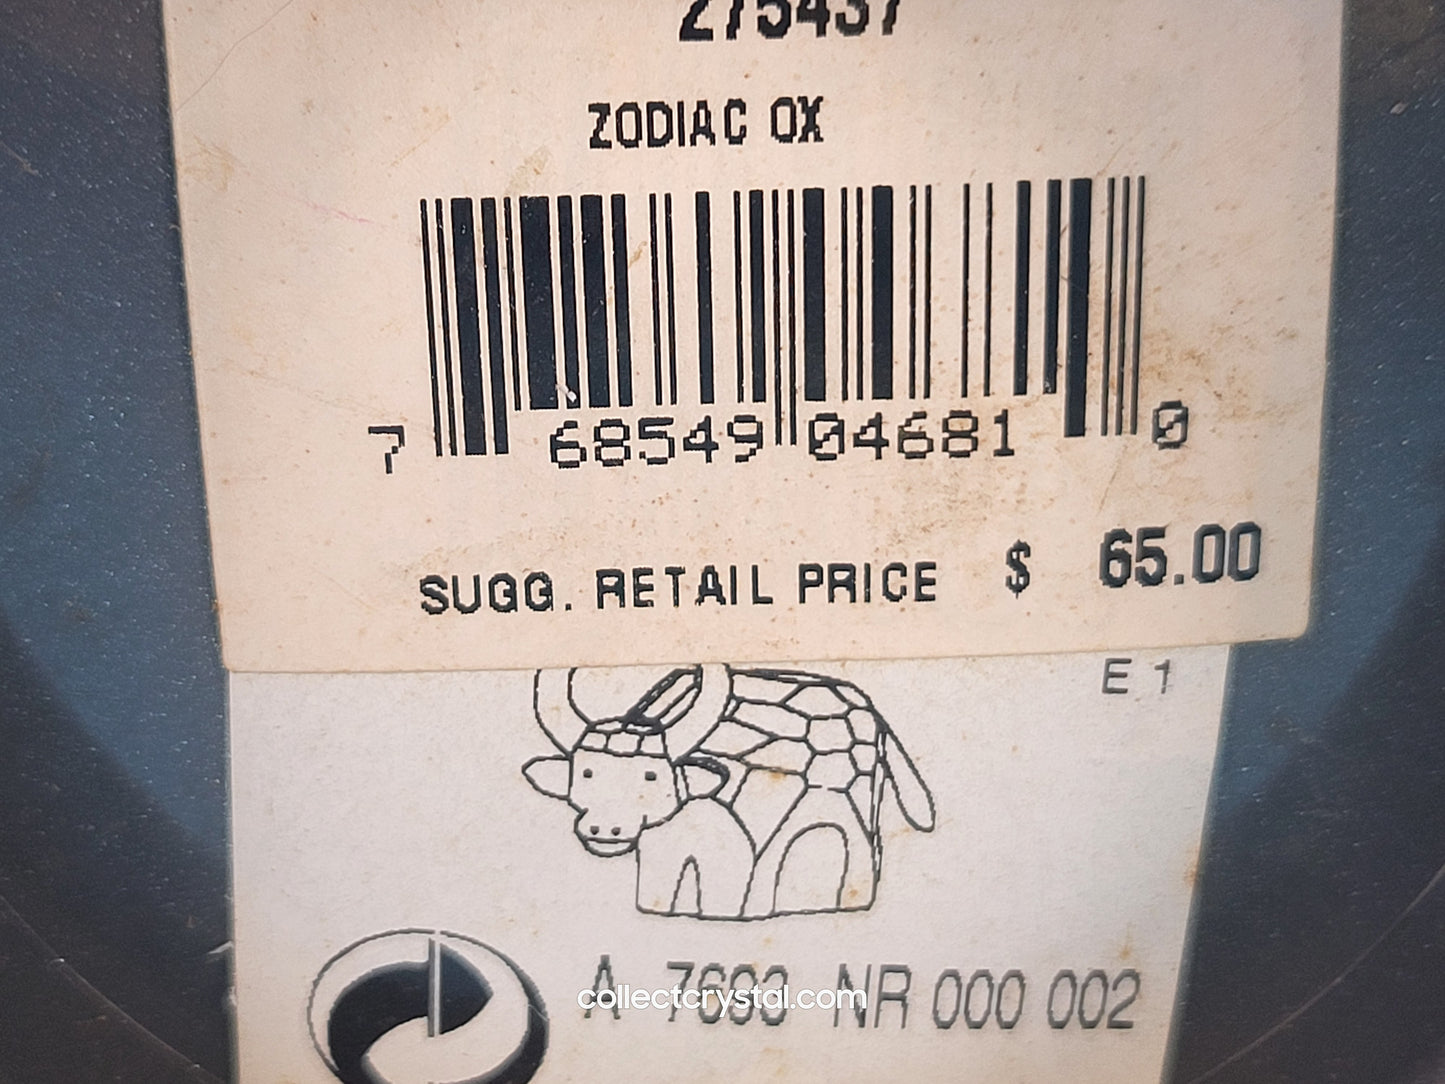 275437
ZODIAC OX
7 68549 04681 0
SUGG. RETAIL PRICE $ 65.00
E 1
A 7693 NR 000 002
collectcrystal.com